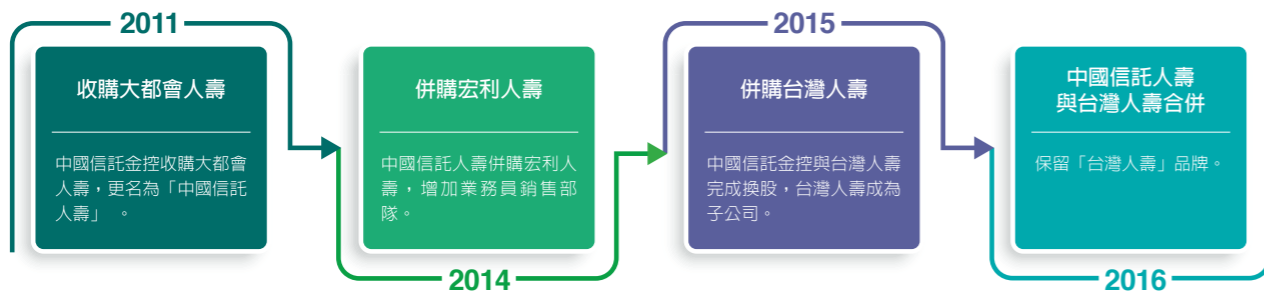 2011
收購大都會人壽
中國信託金控收購大都會
人壽，更名為「中國信託
人壽」 。
併購宏利人壽
中國信託人壽併購宏利人
壽，增加業務員銷售部
隊。
2014
2015
併購台灣人壽
中國信託金控與台灣人壽
完成換股，台灣人壽成為
子公司。
中國信託人壽
與台灣人壽合併
保留「台灣人壽」品牌。
2016